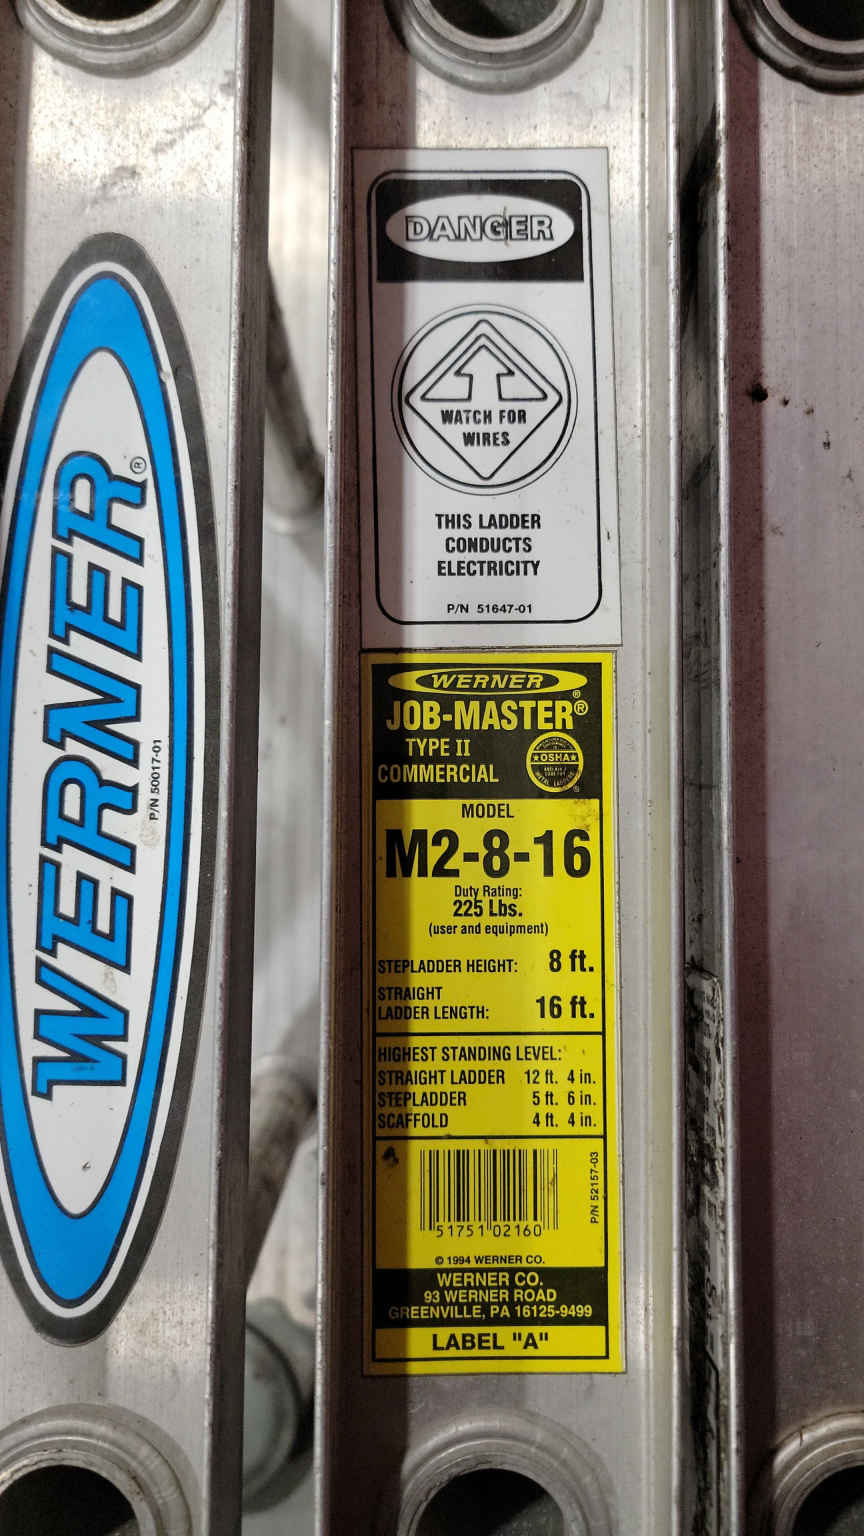 WERNER®
P/N 50017-01
DANGER
WATCH FOR
WIRES
THIS LADDER
CONDUCTS
ELECTRICITY
P/N 51647-01
WERNER®
JOB-MASTER®
TYPE II
COMMERCIAL
OSHA
METAL LADDERS
MODEL
M2-8-16
Duty Rating:
225 Lbs.
(user and equipment)
STEPLADDER HEIGHT: 8 ft.
STRAIGHT
LADDER LENGTH: 16 ft.
HIGHEST STANDING LEVEL:
STRAIGHT LADDER 12 ft. 4 in.
STEPLADDER 5 ft. 6 in.
SCAFFOLD 4 ft. 4 in.
51751 02160
P/N 52157-03
© 1994 WERNER CO.
WERNER CO.
93 WERNER ROAD
GREENVILLE, PA 16125-9499
LABEL "A"